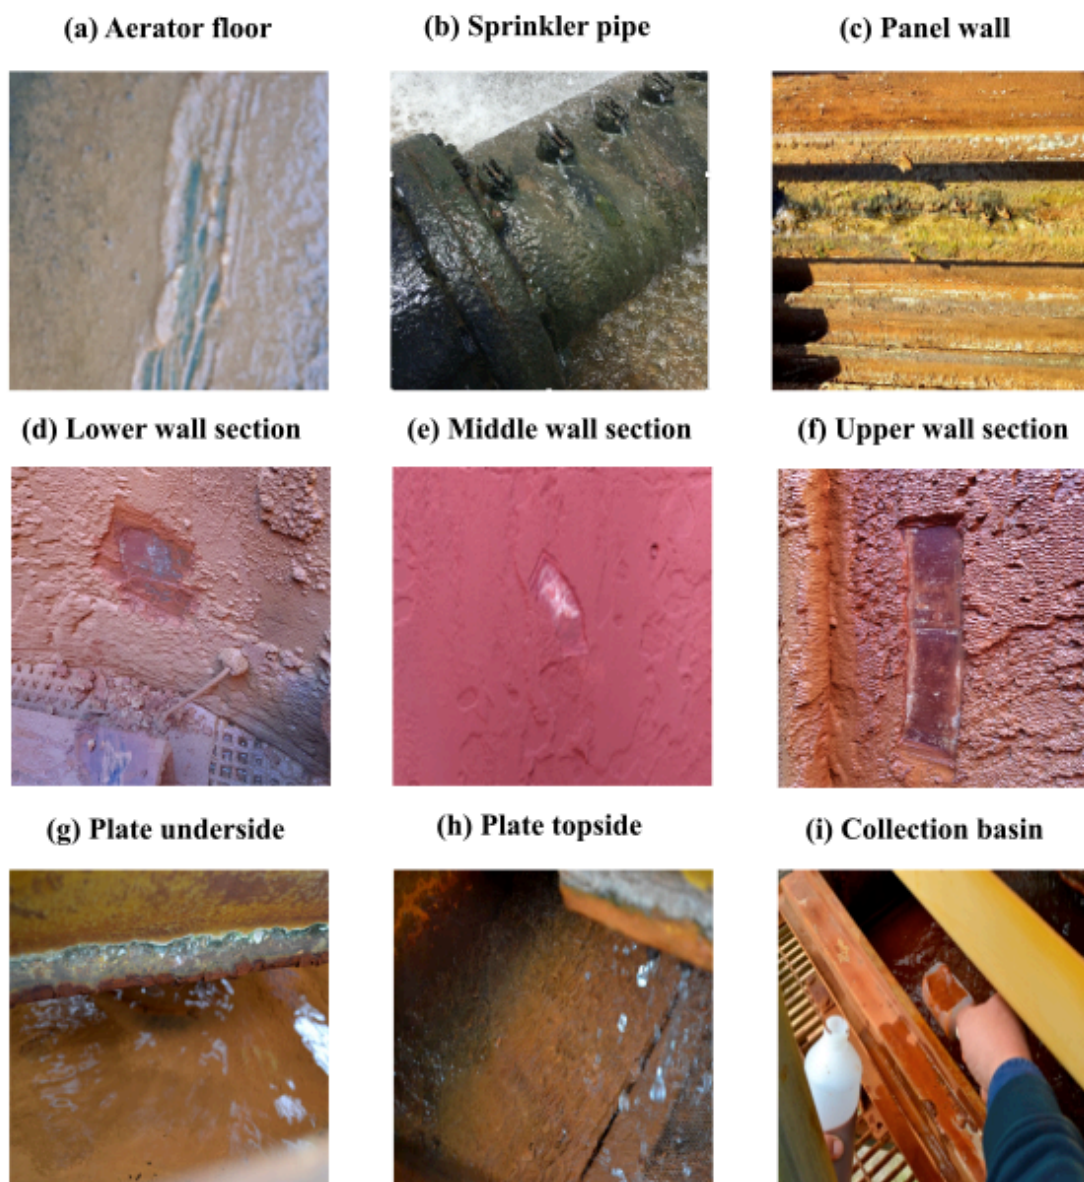 (a) Aerator floor
(b) Sprinkler pipe
(c) Panel wall
(d) Lower wall section
(e) Middle wall section
(f) Upper wall section
(g) Plate underside
(h) Plate topside
(i) Collection basin